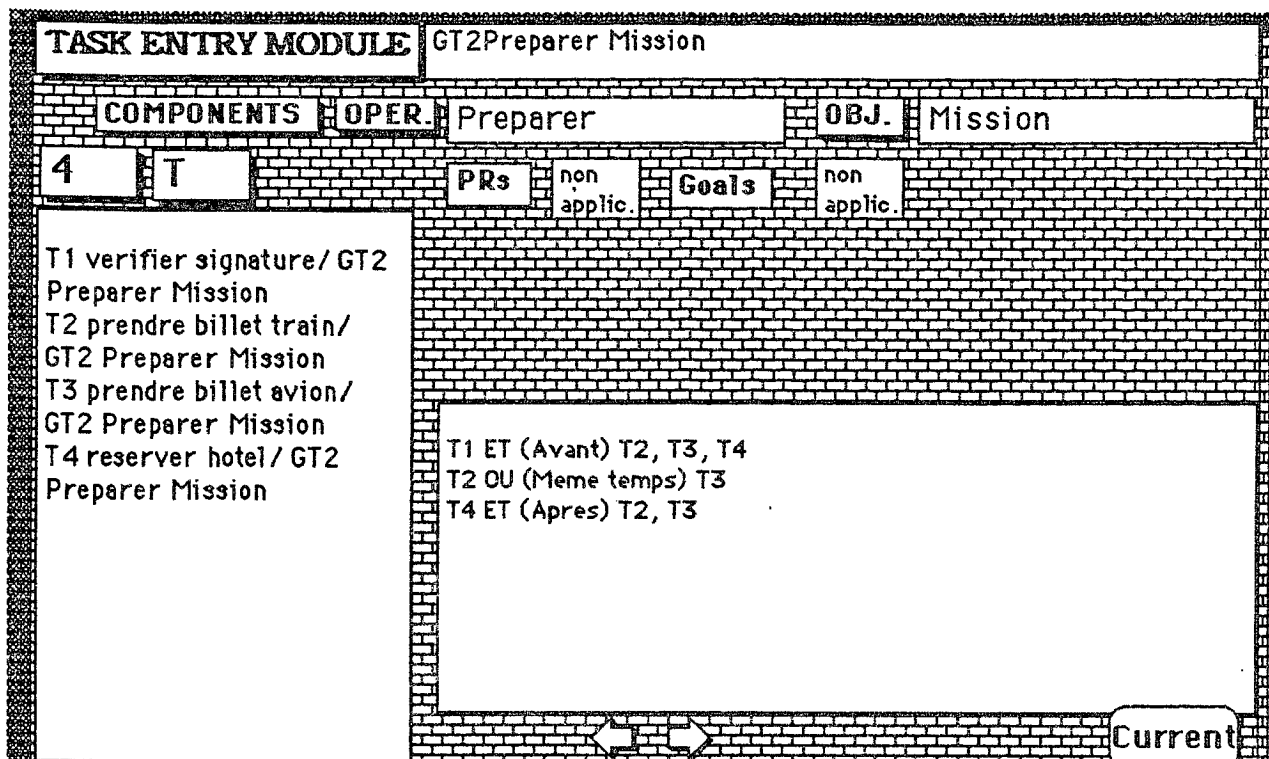 TASK ENTRY MODULE
GT2Preparer Mission
COMPONENTS
OPER.
Preparer
OBJ.
Mission
4
T
PRs
non
applic.
Goals
non
applic.
T1 verifier signature/ GT2
Preparer Mission
T2 prendre billet train/
GT2 Preparer Mission
T3 prendre billet avion/
GT2 Preparer Mission
T4 reserver hotel/ GT2
Preparer Mission
T1 ET (Avant) T2, T3, T4
T2 OU (Meme temps) T3
T4 ET (Apres) T2, T3
Current